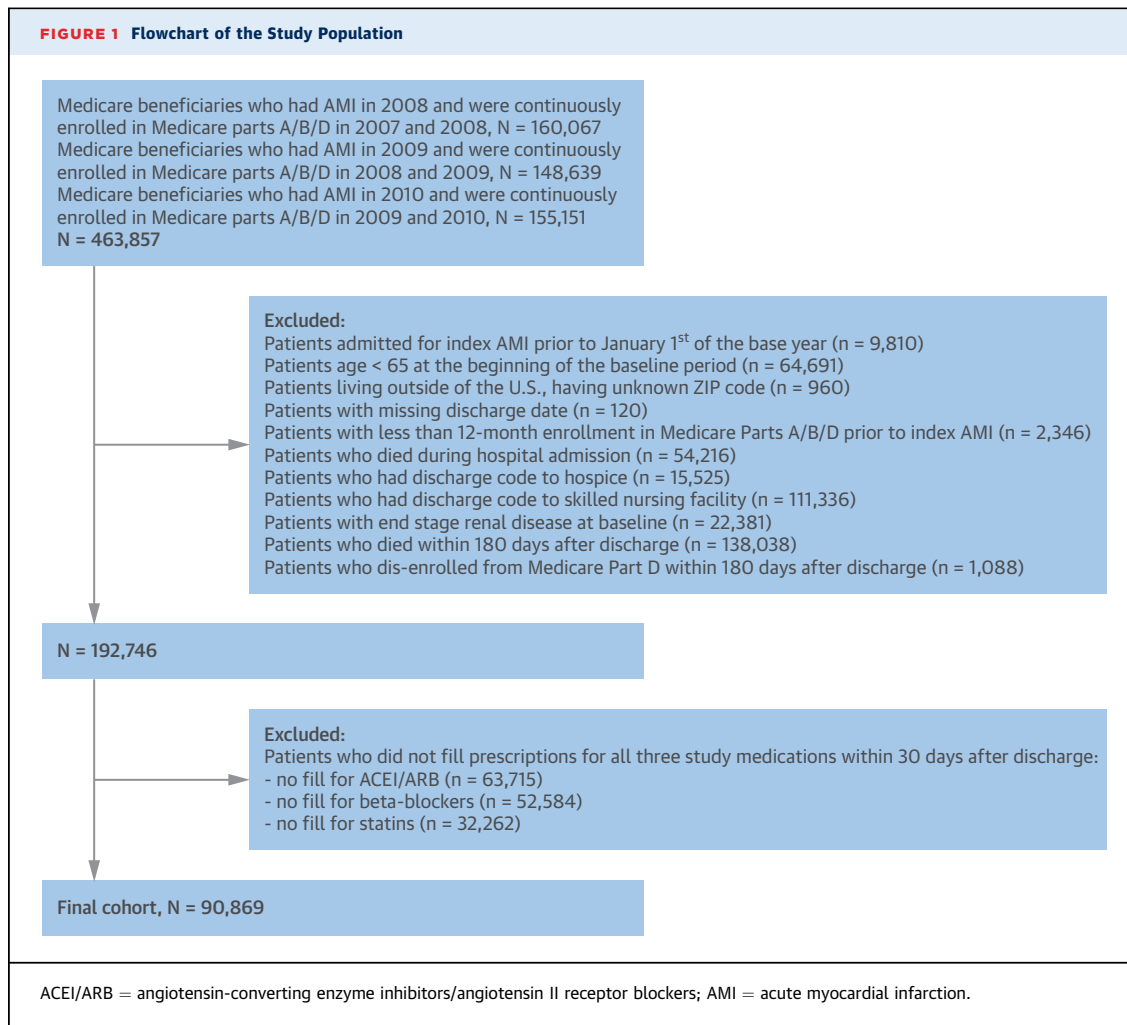 FIGURE 1 Flowchart of the Study Population
Medicare beneficiaries who had AMI in 2008 and were continuously
enrolled in Medicare parts A/B/D in 2007 and 2008, N = 160,067
Medicare beneficiaries who had AMI in 2009 and were continuously
enrolled in Medicare parts A/B/D in 2008 and 2009, N = 148,639
Medicare beneficiaries who had AMI in 2010 and were continuously
enrolled in Medicare parts A/B/D in 2009 and 2010, N = 155,151
N = 463,857
Excluded:
Patients admitted for index AMI prior to January 1st of the base year (n = 9,810)
Patients age < 65 at the beginning of the baseline period (n = 64,691)
Patients living outside of the U.S., having unknown ZIP code (n = 960)
Patients with missing discharge date (n = 120)
Patients with less than 12-month enrollment in Medicare Parts A/B/D prior to index AMI (n = 2,346)
Patients who died during hospital admission (n = 54,216)
Patients who had discharge code to hospice (n = 15,525)
Patients who had discharge code to skilled nursing facility (n = 111,336)
Patients with end stage renal disease at baseline (n = 22,381)
Patients who died within 180 days after discharge (n = 138,038)
Patients who dis-enrolled from Medicare Part D within 180 days after discharge (n = 1,088)
N = 192,746
Excluded:
Patients who did not fill prescriptions for all three study medications within 30 days after discharge:
- no fill for ACEI/ARB (n = 63,715)
- no fill for beta-blockers (n = 52,584)
- no fill for statins (n = 32,262)
Final cohort, N = 90,869
ACEI/ARB = angiotensin-converting enzyme inhibitors/angiotensin II receptor blockers; AMI = acute myocardial infarction.